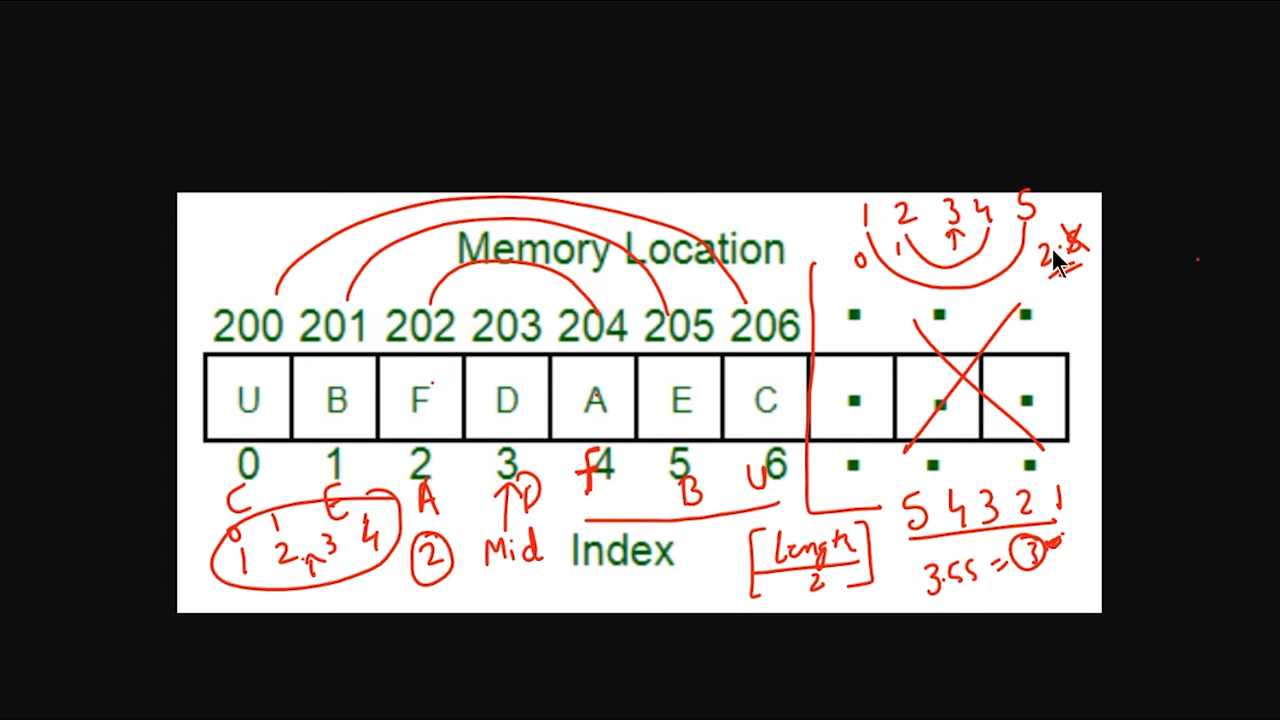 1 2 3 4 5
0 1
Memory Location
200 201 202 203 204 205 206
U B F D A E C
0 1 2 3 4 5 6
C E A D F B U
0 1
1 2 3 4
2
Mid
Index
[Length/2]
5 4 3 2 1
3.55 = 3